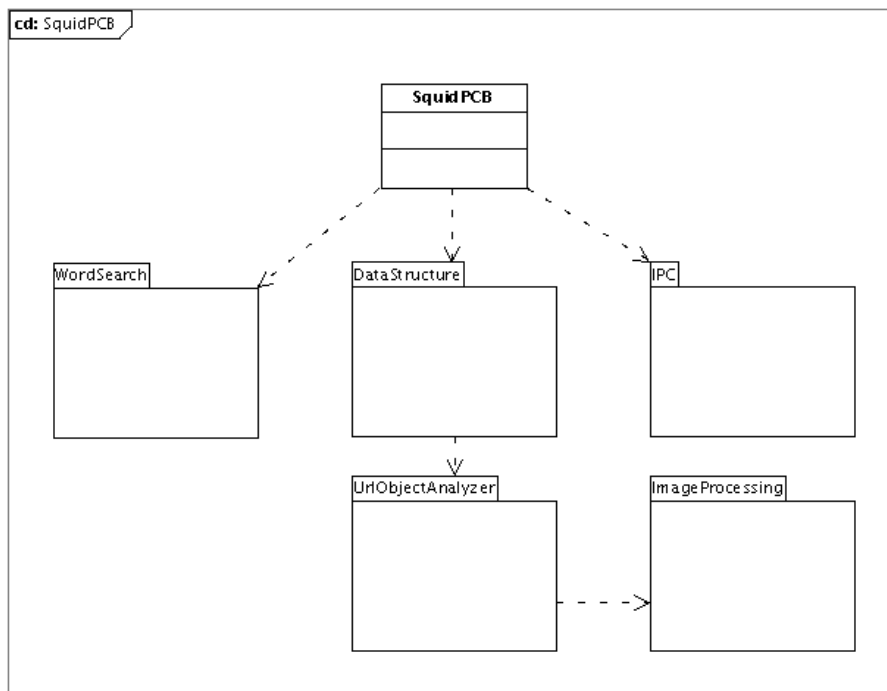 cd: SquidPCB
SquidPCB
WordSearch
DataStructure
IPC
UrlObjectAnalyzer
ImageProcessing